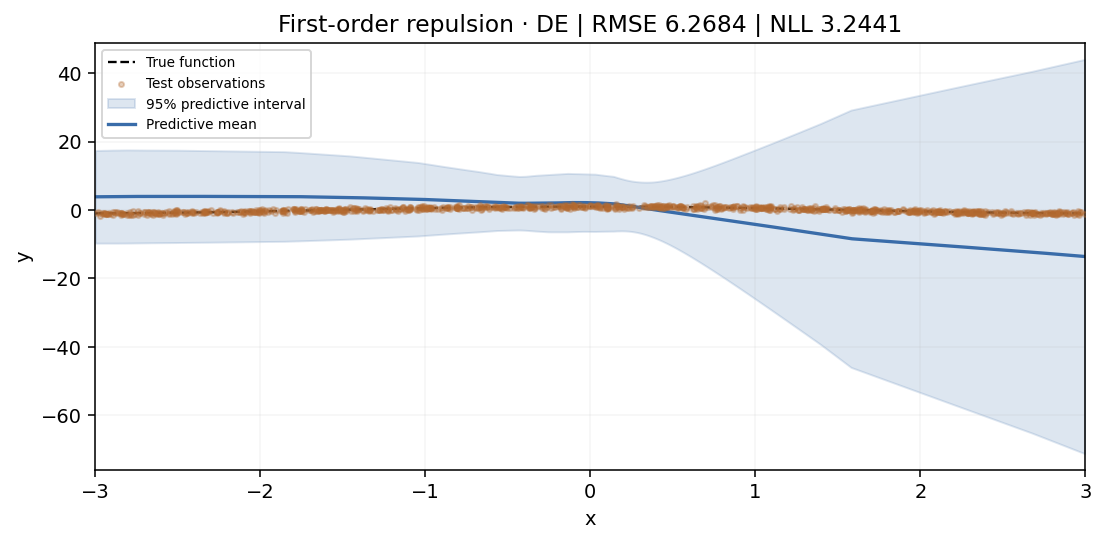 First-order repulsion · DE | RMSE 6.2684 | NLL 3.2441
True function
Test observations
95% predictive interval
Predictive mean
40
20
0
−20
−40
−60
y
−3
−2
−1
0
1
2
3
x